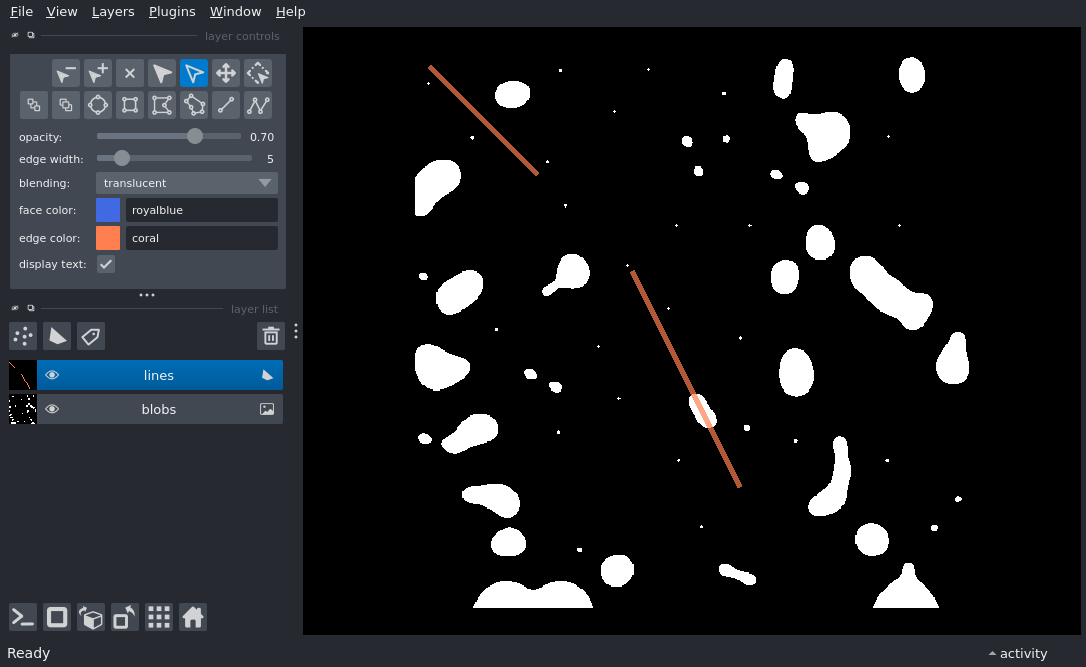 File View Layers Plugins Window Help
layer controls
opacity: 0.70
edge width: 5
blending: translucent
face color: royalblue
edge color: coral
display text:
layer list
lines
blobs
Ready
activity